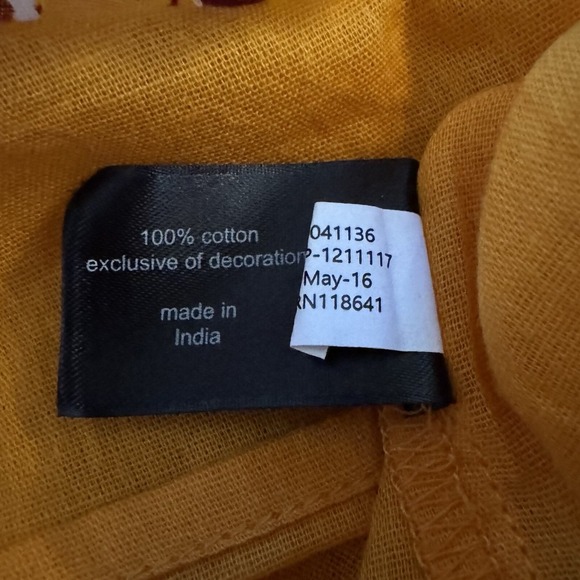 100% cotton
exclusive of decoration
made in
India
041136
P-1211117
May-16
RN118641